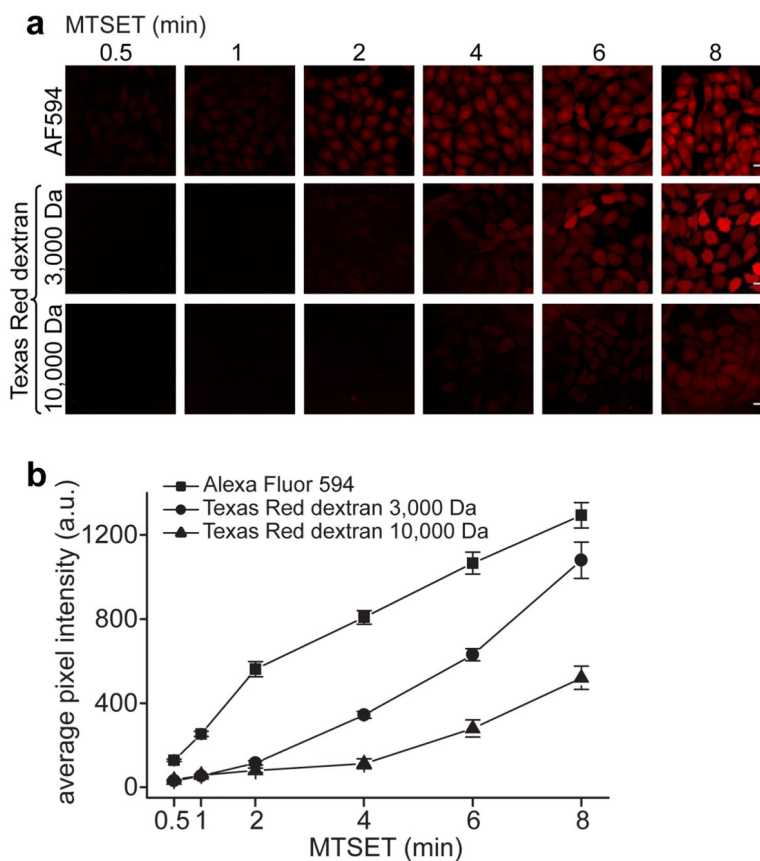 a MTSET (min)
0.5 1 2 4 6 8
AF594
Texas Red dextran
3,000 Da
10,000 Da
b
Alexa Fluor 594
Texas Red dextran 3,000 Da
Texas Red dextran 10,000 Da
average pixel intensity (a.u.)
1200
800
400
0
0.5 1 2 4 6 8
MTSET (min)